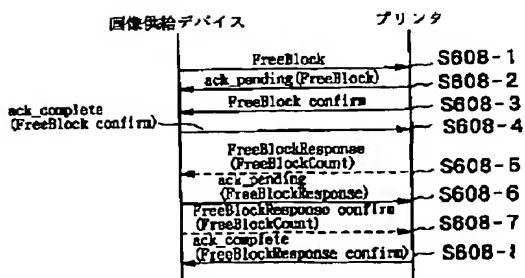 画像供給デバイス プリンタ
FreeBlock S608-1
ack_pending(FreeBlock) S608-2
FreeBlock confirm S608-3
ack_complete
(FreeBlock confirm) S608-4
FreeBlockResponse
(FreeBlockCount) S608-5
ack_pending
(FreeBlockResponse) S608-6
FreeBlockResponse confirm
(FreeBlockCount) S608-7
ack_complete
(FreeBlockResponse confirm) S608-8